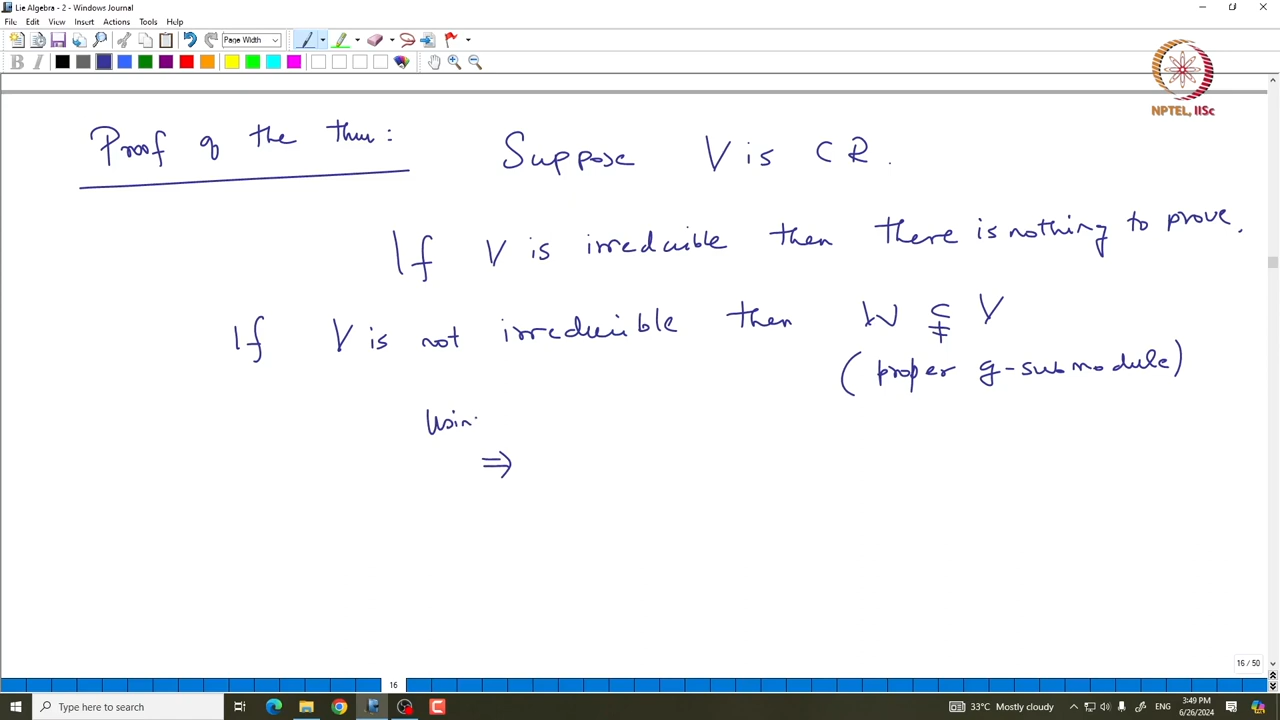 Lie Algebra - 2 - Windows Journal
File Edit View Insert Actions Tools Help
Page Width
B I
NPTEL, IISc
Proof of the thm : Suppose V is CR.
If V is irreducible then there is nothing to prove.
If V is not irreducible then W ⊊ V
(proper g-submodule)
Usin
⇒
16 / 50
16
Type here to search
33°C Mostly cloudy
ENG
3:49 PM
6/26/2024